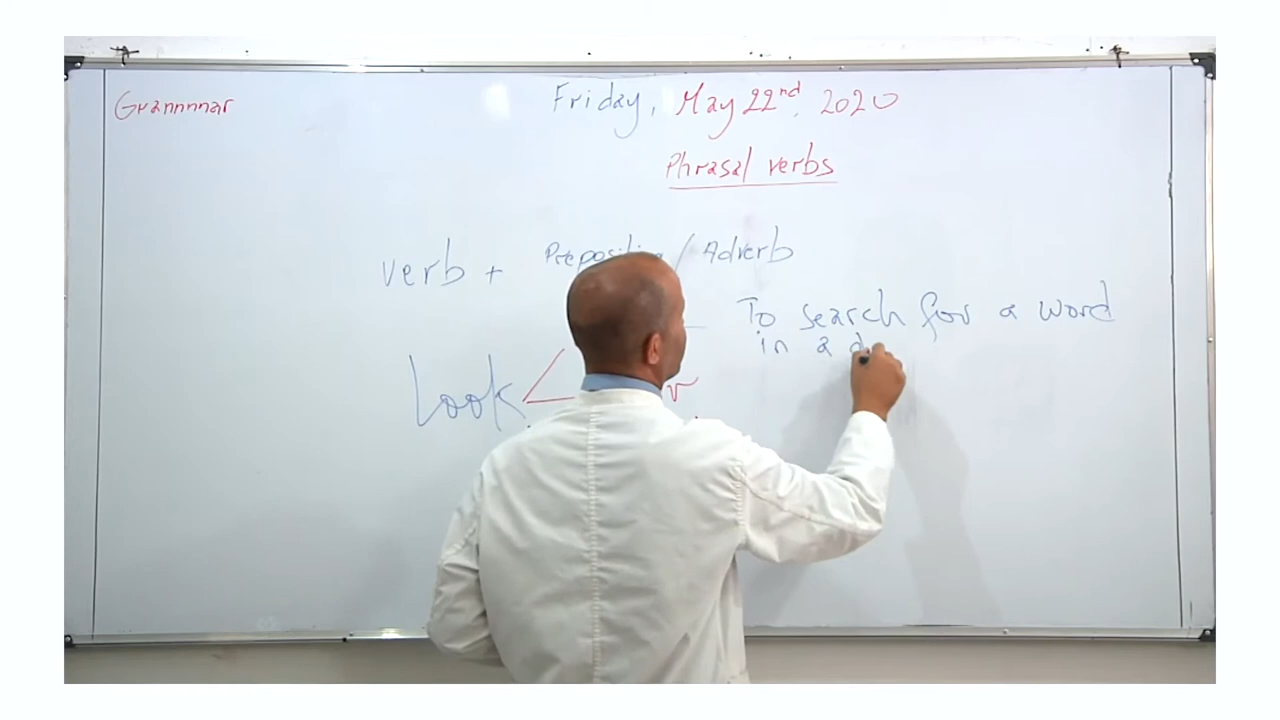 Grammar
Friday, May 22nd, 2020
Phrasal verbs
verb + / Adverb
To search for a word
in a
Look